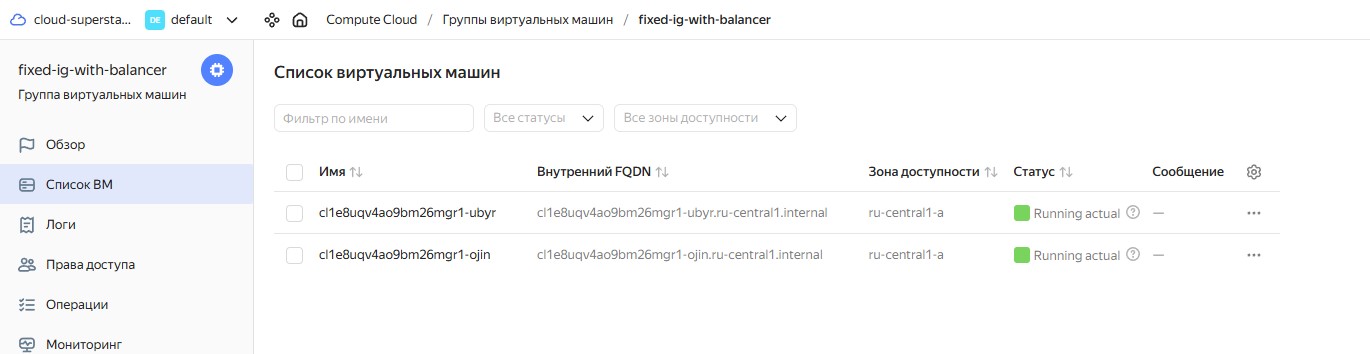 cloud-supersta... DE default Compute Cloud / Группы виртуальных машин / fixed-ig-with-balancer
fixed-ig-with-balancer
Группа виртуальных машин
Обзор
Список ВМ
Логи
Права доступа
Операции
Мониторинг
Список виртуальных машин
Фильтр по имени Все статусы Все зоны доступности
Имя Внутренний FQDN Зона доступности Статус Сообщение
cl1e8uqv4ao9bm26mgr1-ubyr cl1e8uqv4ao9bm26mgr1-ubyr.ru-central1.internal ru-central1-a Running actual ? — ...
cl1e8uqv4ao9bm26mgr1-ojin cl1e8uqv4ao9bm26mgr1-ojin.ru-central1.internal ru-central1-a Running actual ? — ...